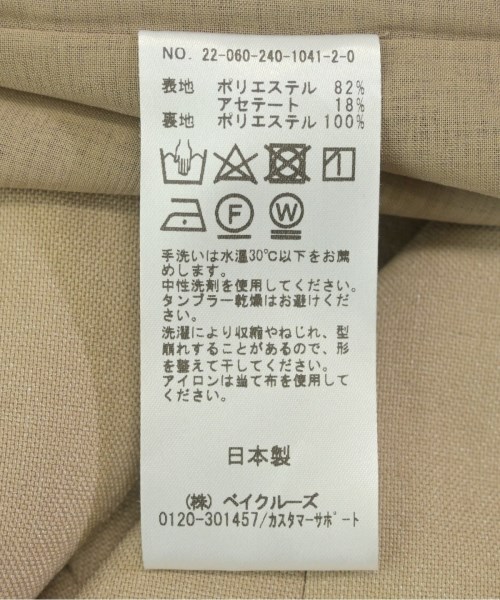 NO. 22-060-240-1041-2-0
表地 ポリエステル 82%
アセテート 18%
裏地 ポリエステル 100%
F W
手洗いは水温30℃以下をお薦
めします。
中性洗剤を使用してください。
タンブラー乾燥はお避けくだ
さい。
洗濯により収縮やねじれ、型
崩れすることがあるので、形
を整えて干してください。
アイロンは当て布を使用して
ください。
日本製
(株) ベイクルーズ
0120-301457/カスタマーサポート